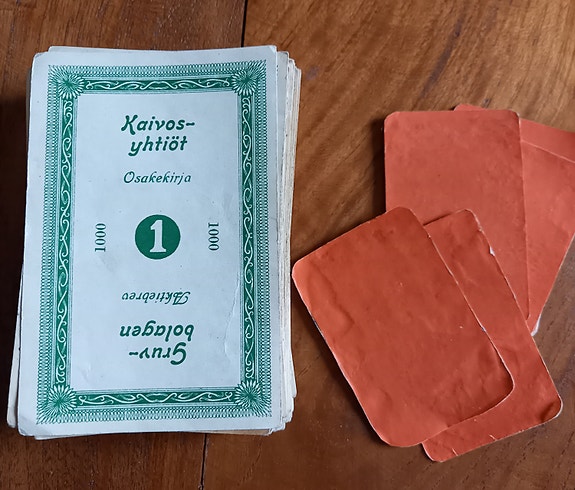 Kaivos-
yhtiöt
Osakekirja
1000 1 1000
Aktiebrev
Gruv-
bolagen